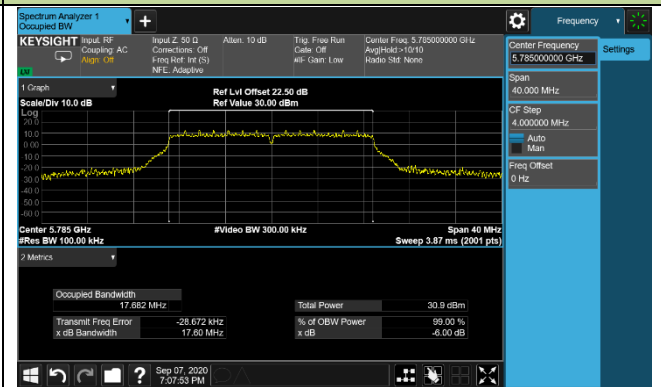 Spectrum Analyzer 1
Occupied BW
+
Frequency
KEYSIGHT
Input: RF
Coupling: AC
Align: Off
Input Z: 50 Ω
Corrections: Off
Freq Ref: Int (S)
NFE: Adaptive
Atten: 10 dB
Trig: Free Run
Gate: Off
#IF Gain: Low
Center Freq: 5.785000000 GHz
Avg|Hold:>10/10
Radio Std: None
Center Frequency
5.785000000 GHz
Settings
Span
40.000 MHz
CF Step
4.000000 MHz
Auto
Man
Freq Offset
0 Hz
1 Graph
Scale/Div 10.0 dB
Ref Lvl Offset 22.50 dB
Ref Value 30.00 dBm
Log
20.0
10.0
0.00
-10.0
-20.0
-30.0
-40.0
-50.0
-60.0
Center 5.785 GHz
#Video BW 300.00 kHz
Span 40 MHz
#Res BW 100.00 kHz
Sweep 3.87 ms (2001 pts)
2 Metrics
Occupied Bandwidth
17.682 MHz
Total Power
30.9 dBm
Transmit Freq Error
-28.672 kHz
% of OBW Power
99.00 %
x dB Bandwidth
17.60 MHz
x dB
-6.00 dB
?
Sep 07, 2020
7:07:53 PM